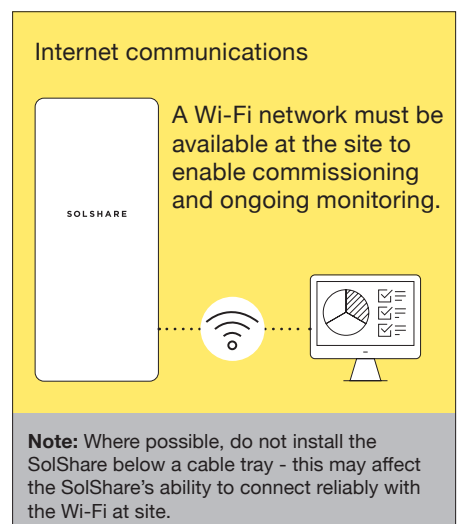 Internet communications
A Wi-Fi network must be
available at the site to
enable commissioning
and ongoing monitoring.
SOLSHARE
Note: Where possible, do not install the
SolShare below a cable tray - this may affect
the SolShare’s ability to connect reliably with
the Wi-Fi at site.